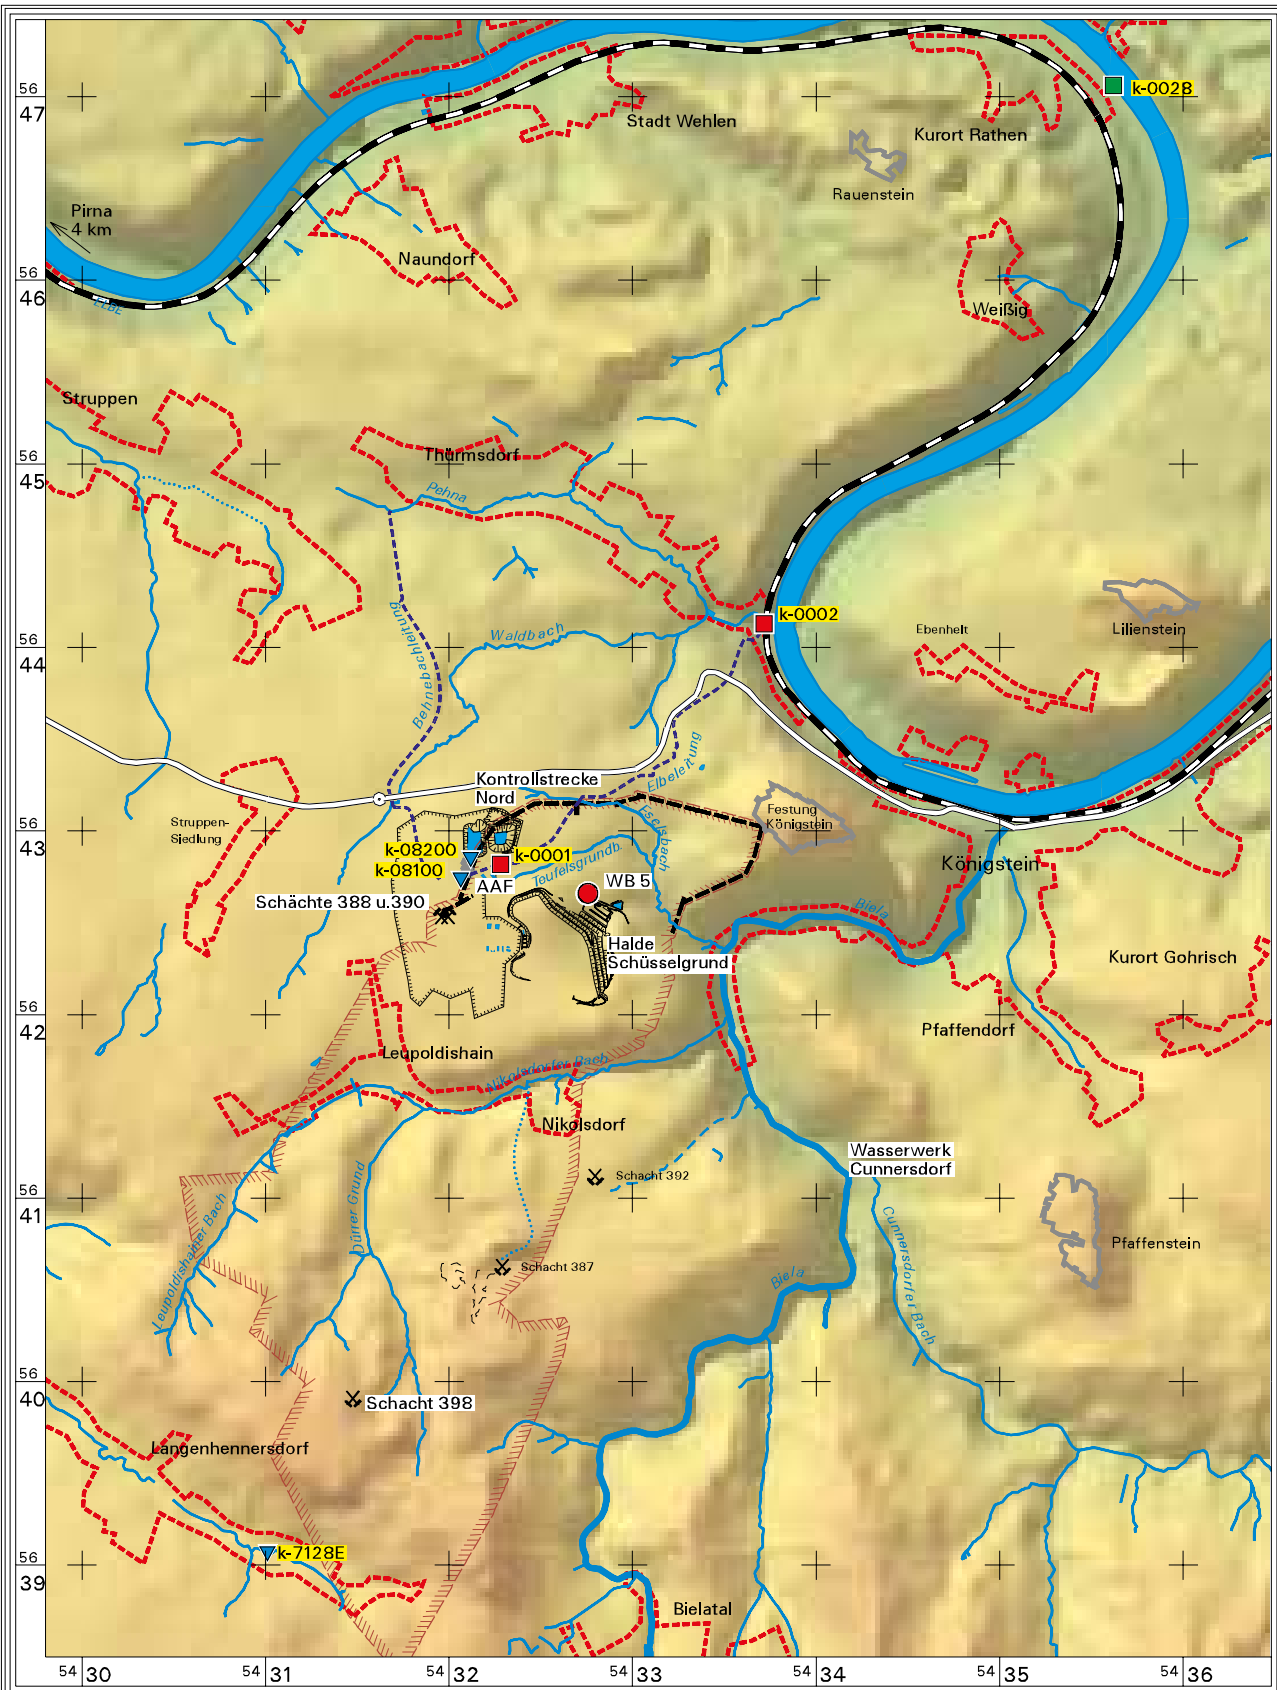 56
47
k-0028
Stadt Wehlen
Kurort Rathen
Rauenstein
Pirna
4 km
Naundorf
56
46
ELBE
Weißig
Struppen
Thürmsdorf
56
45
Pehna
k-0002
Lilienstein
Ebenhelt
Behnabachleitung
Waldbach
56
44
Elbeleitung
Kontrollstrecke
Nord
Festung
Königstein
Struppen-
Siedlung
56
43
Eselsbach
k-08200
k-0001
k-08100
Teufelsgrundb.
AAF
WB 5
Königstein
Schächte 388 u.390
Biela
Halde
Schüsselgrund
Kurort Gohrisch
56
42
Pfaffendorf
Leupoldishain
Nikolsdorfer Bach
Nikolsdorf
Wasserwerk
Cunnersdorf
Schacht 392
56
41
Leupoldishainer Bach
Dürrer Grund
Cunnersdorfer Bach
Pfaffenstein
Schacht 387
Biela
56
40
Schacht 398
Langenhennersdorf
k-7128E
56
39
Bielatal
54 30
54 31
54 32
54 33
54 34
54 35
54 36